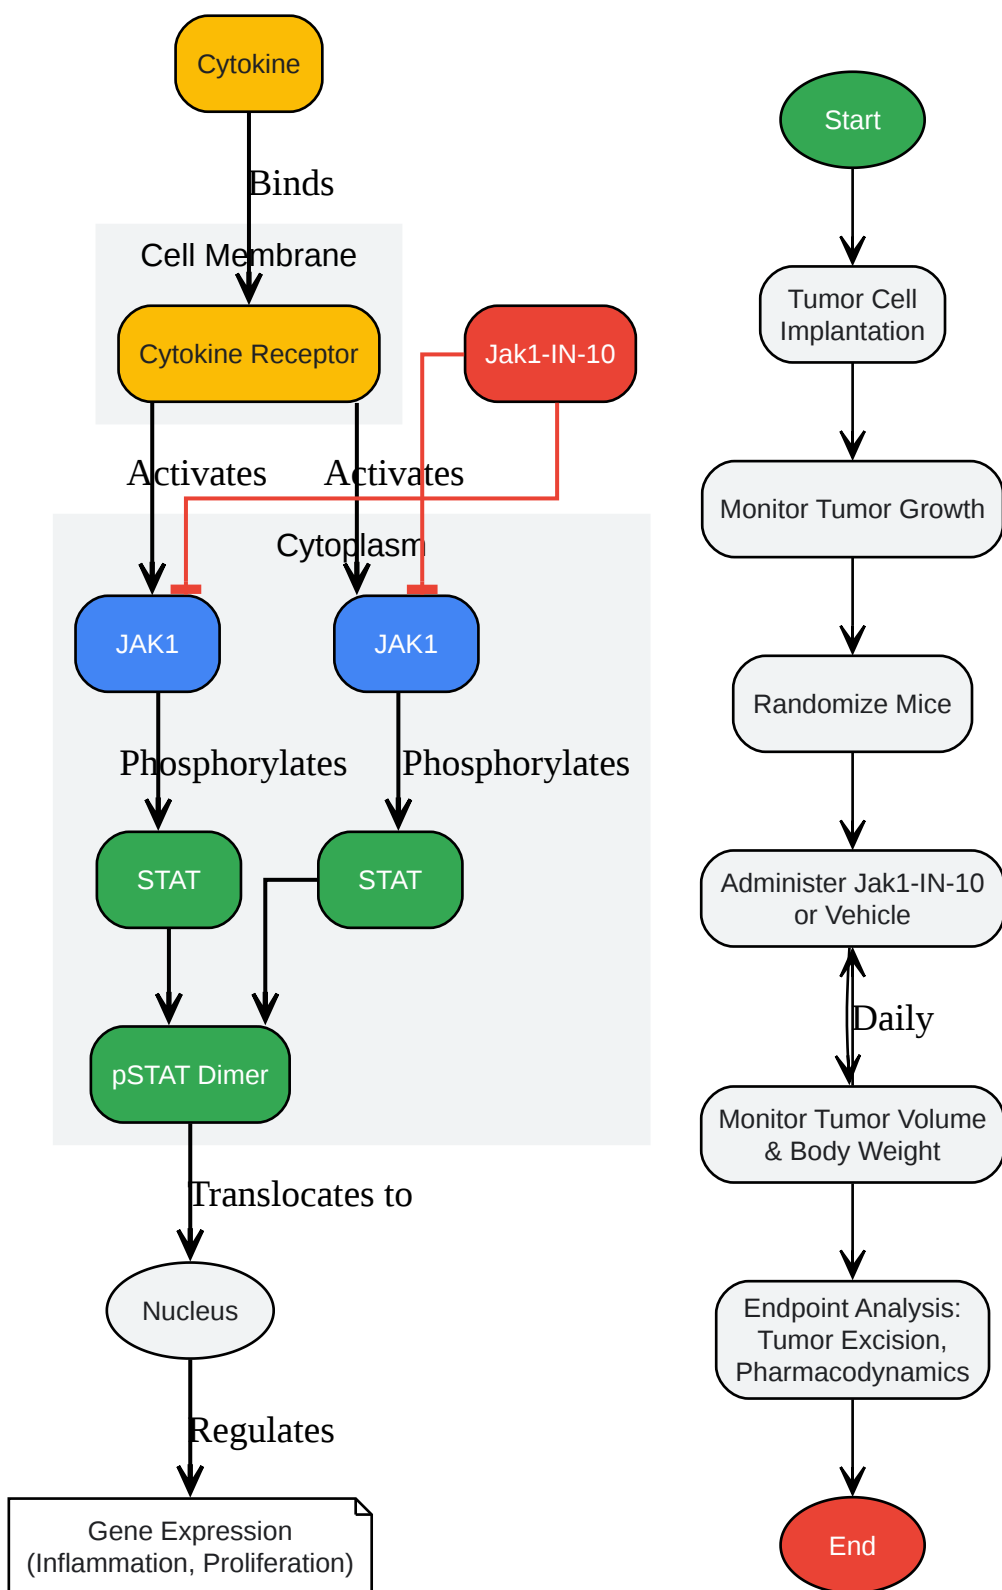 Cytokine
Binds
Cell Membrane
Cytokine Receptor
Jak1-IN-10
Activates
Activates
Cytoplasm
JAK1
JAK1
Phosphorylates
Phosphorylates
STAT
STAT
pSTAT Dimer
Translocates to
Nucleus
Regulates
Gene Expression
(Inflammation, Proliferation)
Start
Tumor Cell
Implantation
Monitor Tumor Growth
Randomize Mice
Administer Jak1-IN-10
or Vehicle
Daily
Monitor Tumor Volume
& Body Weight
Endpoint Analysis:
Tumor Excision,
Pharmacodynamics
End